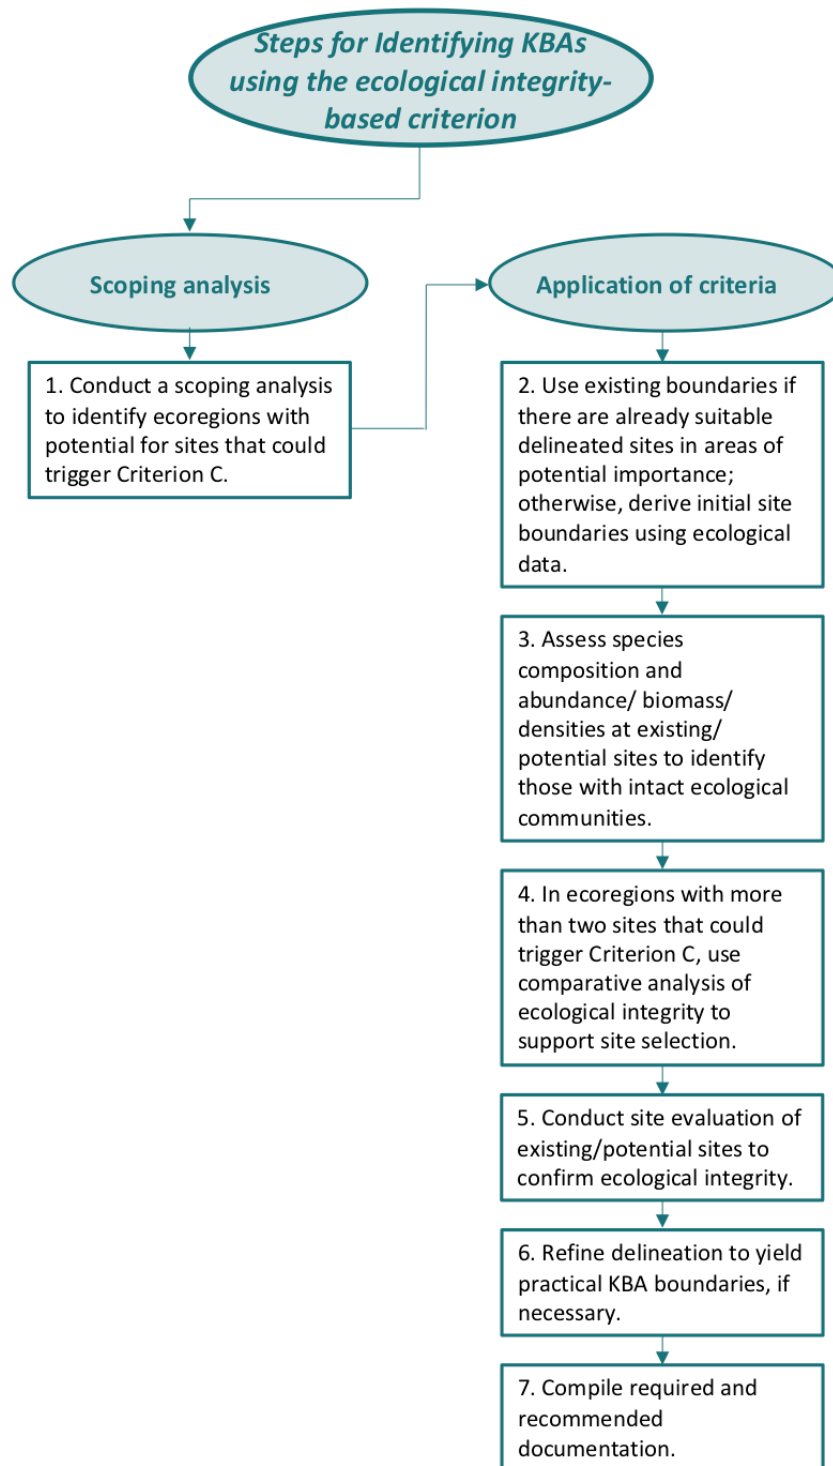 Steps for Identifying KBAs
using the ecological integrity-
based criterion
Scoping analysis
1. Conduct a scoping analysis
to identify ecoregions with
potential for sites that could
trigger Criterion C.
Application of criteria
2. Use existing boundaries if
there are already suitable
delineated sites in areas of
potential importance;
otherwise, derive initial site
boundaries using ecological
data.
3. Assess species
composition and
abundance/ biomass/
densities at existing/
potential sites to identify
those with intact ecological
communities.
4. In ecoregions with more
than two sites that could
trigger Criterion C, use
comparative analysis of
ecological integrity to
support site selection.
5. Conduct site evaluation of
existing/potential sites to
confirm ecological integrity.
6. Refine delineation to yield
practical KBA boundaries, if
necessary.
7. Compile required and
recommended
documentation.